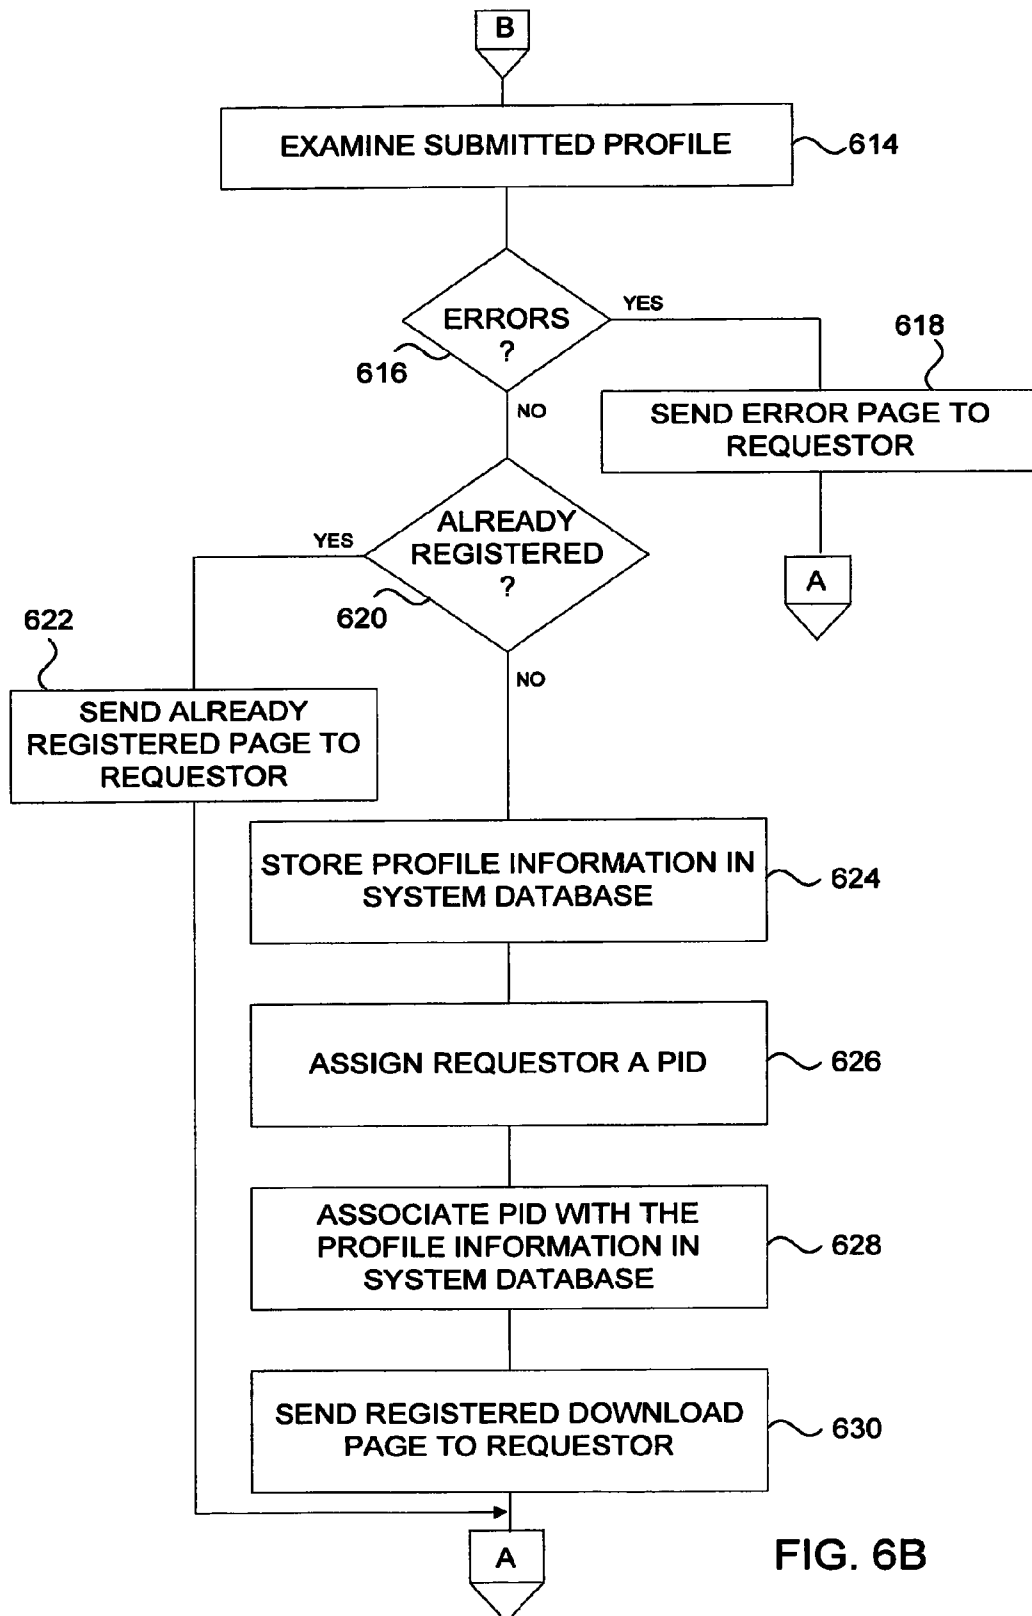 B
EXAMINE SUBMITTED PROFILE
614
ERRORS
?
616
YES
NO
618
SEND ERROR PAGE TO
REQUESTOR
A
ALREADY
REGISTERED
?
620
YES
NO
622
SEND ALREADY
REGISTERED PAGE TO
REQUESTOR
STORE PROFILE INFORMATION IN
SYSTEM DATABASE
624
ASSIGN REQUESTOR A PID
626
ASSOCIATE PID WITH THE
PROFILE INFORMATION IN
SYSTEM DATABASE
628
SEND REGISTERED DOWNLOAD
PAGE TO REQUESTOR
630
A
FIG. 6B